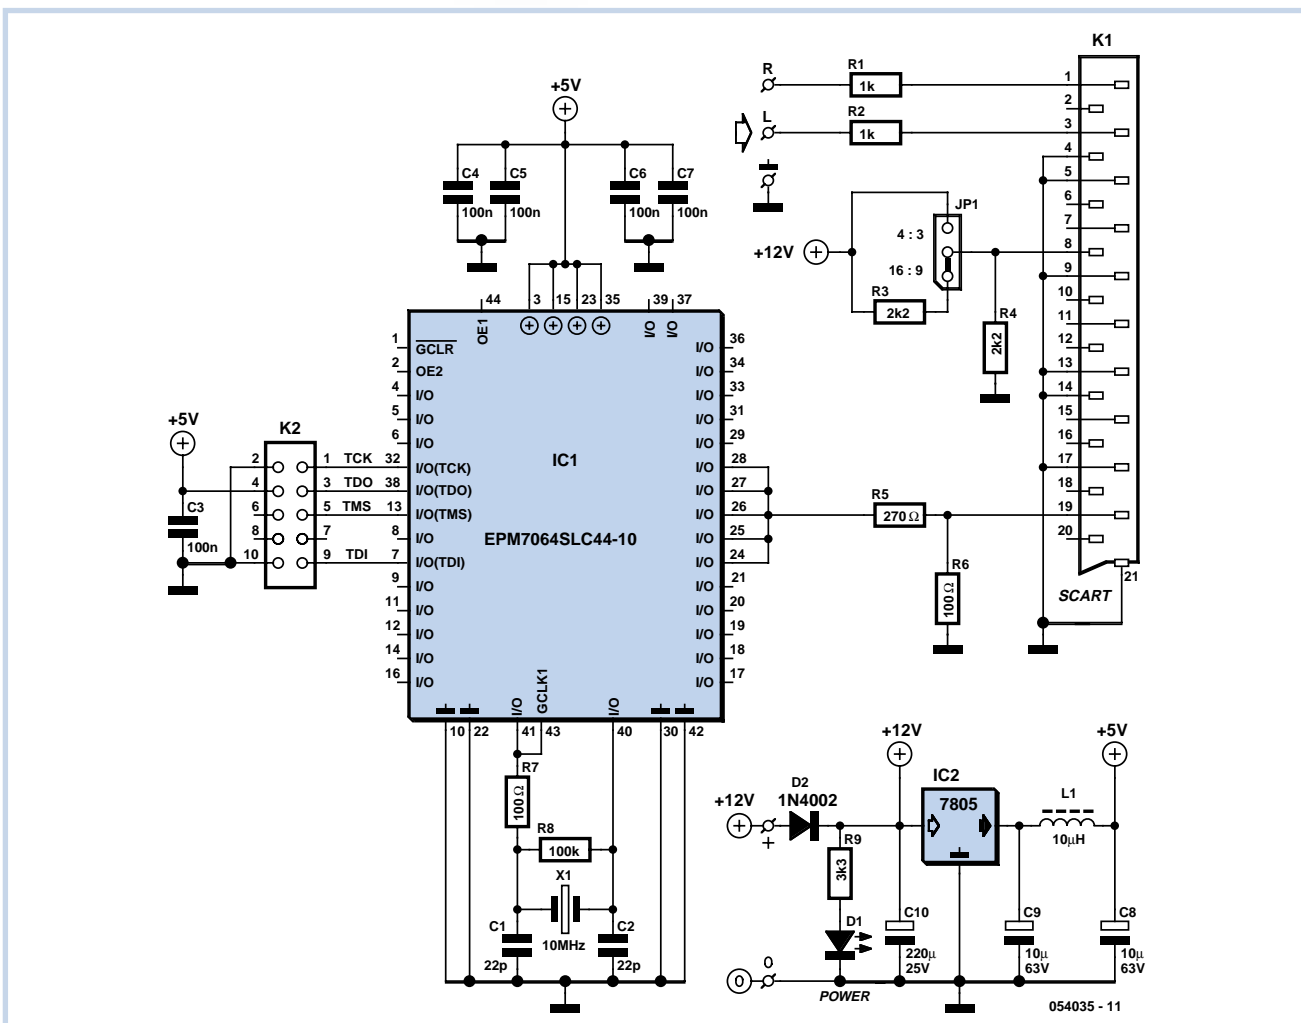 K1
R
R1
1k
1
2
L
R2
1k
3
4
5
6
7
8
9
10
11
12
13
14
15
16
17
18
19
20
21
SCART
JP1
4 : 3
16 : 9
+12V
R3
2k2
R4
2k2
+5V
C4
100n
C5
100n
C6
100n
C7
100n
44
3
15
23
35
39
37
OE1
I/O
I/O
1
GCLR
2
OE2
4
I/O
5
I/O
6
I/O
32
I/O(TCK)
38
I/O(TDO)
13
I/O(TMS)
8
I/O
7
I/O(TDI)
9
I/O
11
I/O
12
I/O
14
I/O
16
I/O
IC1
EPM7064SLC44-10
I/O
36
I/O
34
I/O
33
I/O
31
I/O
29
I/O
28
I/O
27
I/O
26
I/O
25
I/O
24
I/O
21
I/O
20
I/O
19
I/O
18
I/O
17
I/O
GCLK1
I/O
10
22
41
43
40
30
42
+5V
K2
2
1
TCK
4
3
TDO
6
5
TMS
8
7
10
9
TDI
C3
100n
R5
270 Ω
R6
100 Ω
R7
100 Ω
R8
100k
X1
10MHz
C1
22p
C2
22p
+12V
D2
1N4002
+
R9
3k3
D1
POWER
0
0
+12V
C10
220µ
25V
IC2
7805
C9
10µ
63V
L1
10µH
+5V
C8
10µ
63V
054035 - 11